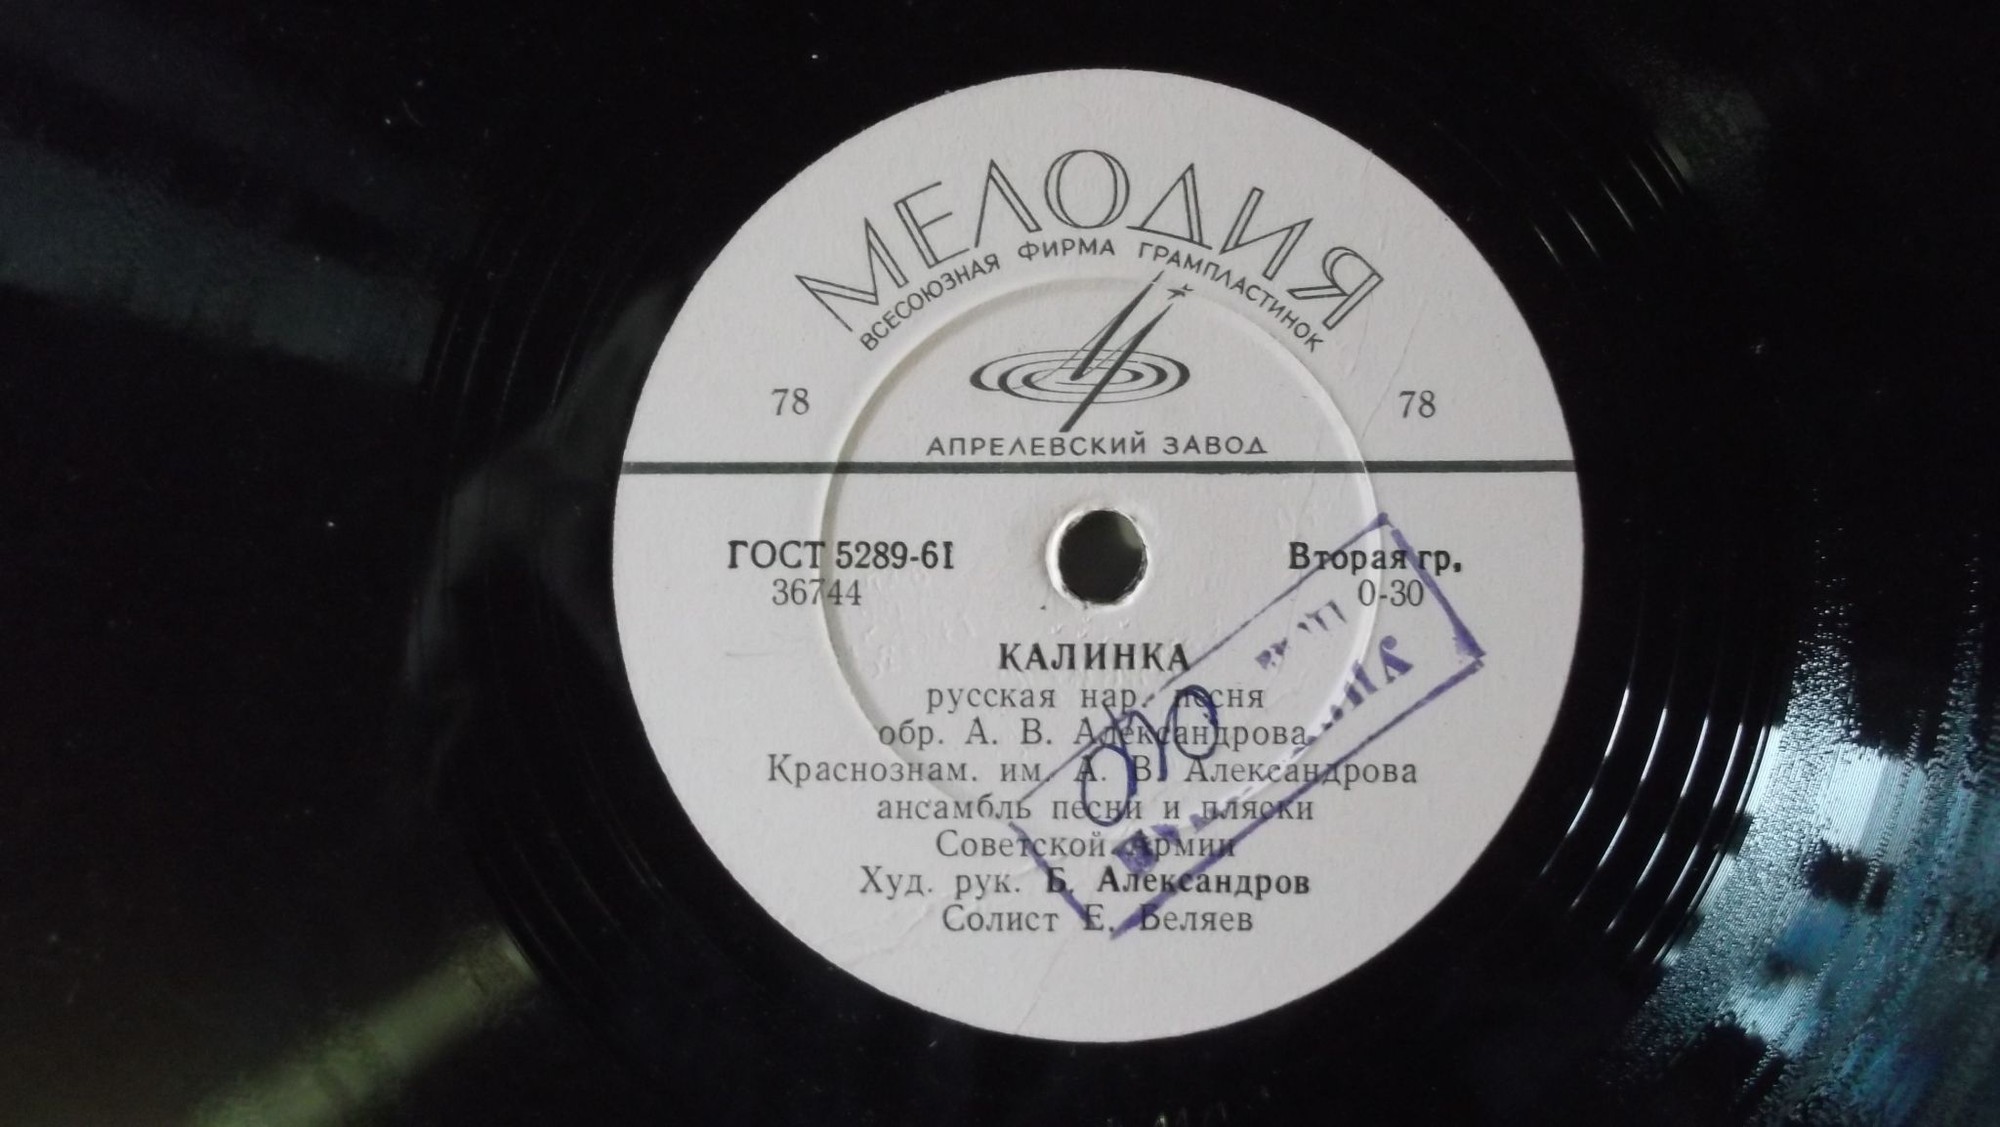 МЕЛОДИЯ
ВСЕСОЮЗНАЯ ФИРМА ГРАМПЛАСТИНОК
78 78
АПРЕЛЕВСКИЙ ЗАВОД
ГОСТ 5289-61 Вторая гр.
36744 0-30
КАЛИНКА
русская нар. песня
обр. А. В. Александрова
Краснознам. им. А. В. Александрова
ансамбль песни и пляски
Советской Армии
Худ. рук. Б. Александров
Солист Е. Беляев